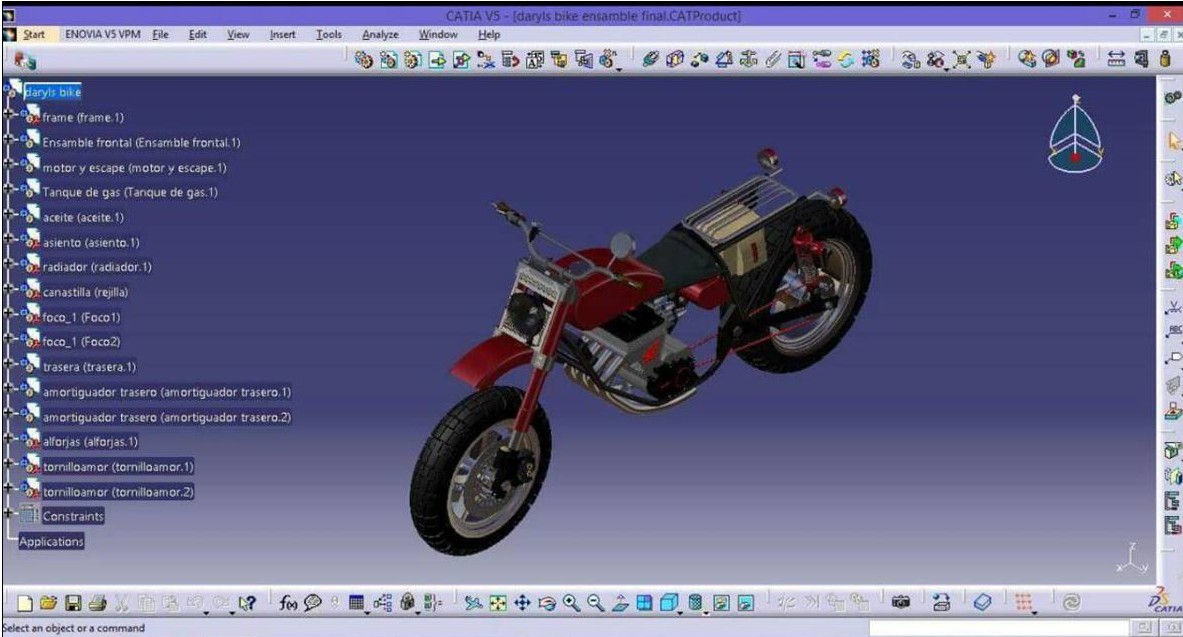 CATIA V5 - [daryls bike ensamble final.CATProduct]
Start ENOVIA V5 VPM File Edit View Insert Tools Analyze Window Help
daryls bike
frame (frame.1)
Ensamble frontal (Ensamble frontal.1)
motor y escape (motor y escape.1)
Tanque de gas (Tanque de gas.1)
aceite (aceite.1)
asiento (asiento.1)
radiador (radiador.1)
canastilla (rejilla)
foco_1 (Foco1)
foco_1 (Foco2)
trasera (trasera.1)
amortiguador trasero (amortiguador trasero.1)
amortiguador trasero (amortiguador trasero.2)
alforjas (alforjas.1)
tornilloamor (tornilloamor.1)
tornilloamor (tornilloamor.2)
Constraints
Applications
z
x y
f(x)
CATIA
Select an object or a command